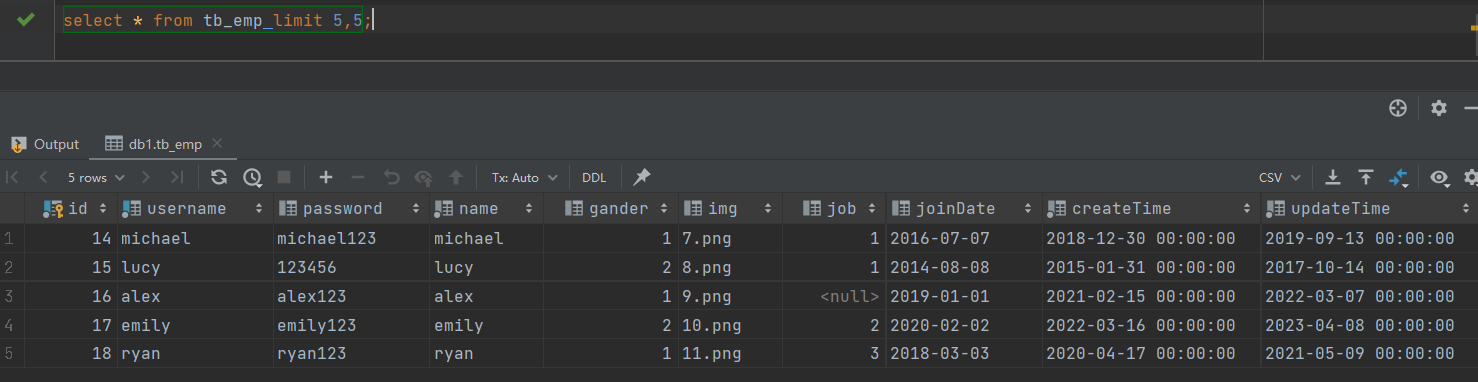 select * from tb_emp limit 5,5;
Output db1.tb_emp
5 rows Tx: Auto DDL CSV
id username password name gander img job joinDate createTime updateTime
1 14 michael michael123 michael 1 7.png 1 2016-07-07 2018-12-30 00:00:00 2019-09-13 00:00:00
2 15 lucy 123456 lucy 2 8.png 1 2014-08-08 2015-01-31 00:00:00 2017-10-14 00:00:00
3 16 alex alex123 alex 1 9.png <null> 2019-01-01 2021-02-15 00:00:00 2022-03-07 00:00:00
4 17 emily emily123 emily 2 10.png 2 2020-02-02 2022-03-16 00:00:00 2023-04-08 00:00:00
5 18 ryan ryan123 ryan 1 11.png 3 2018-03-03 2020-04-17 00:00:00 2021-05-09 00:00:00